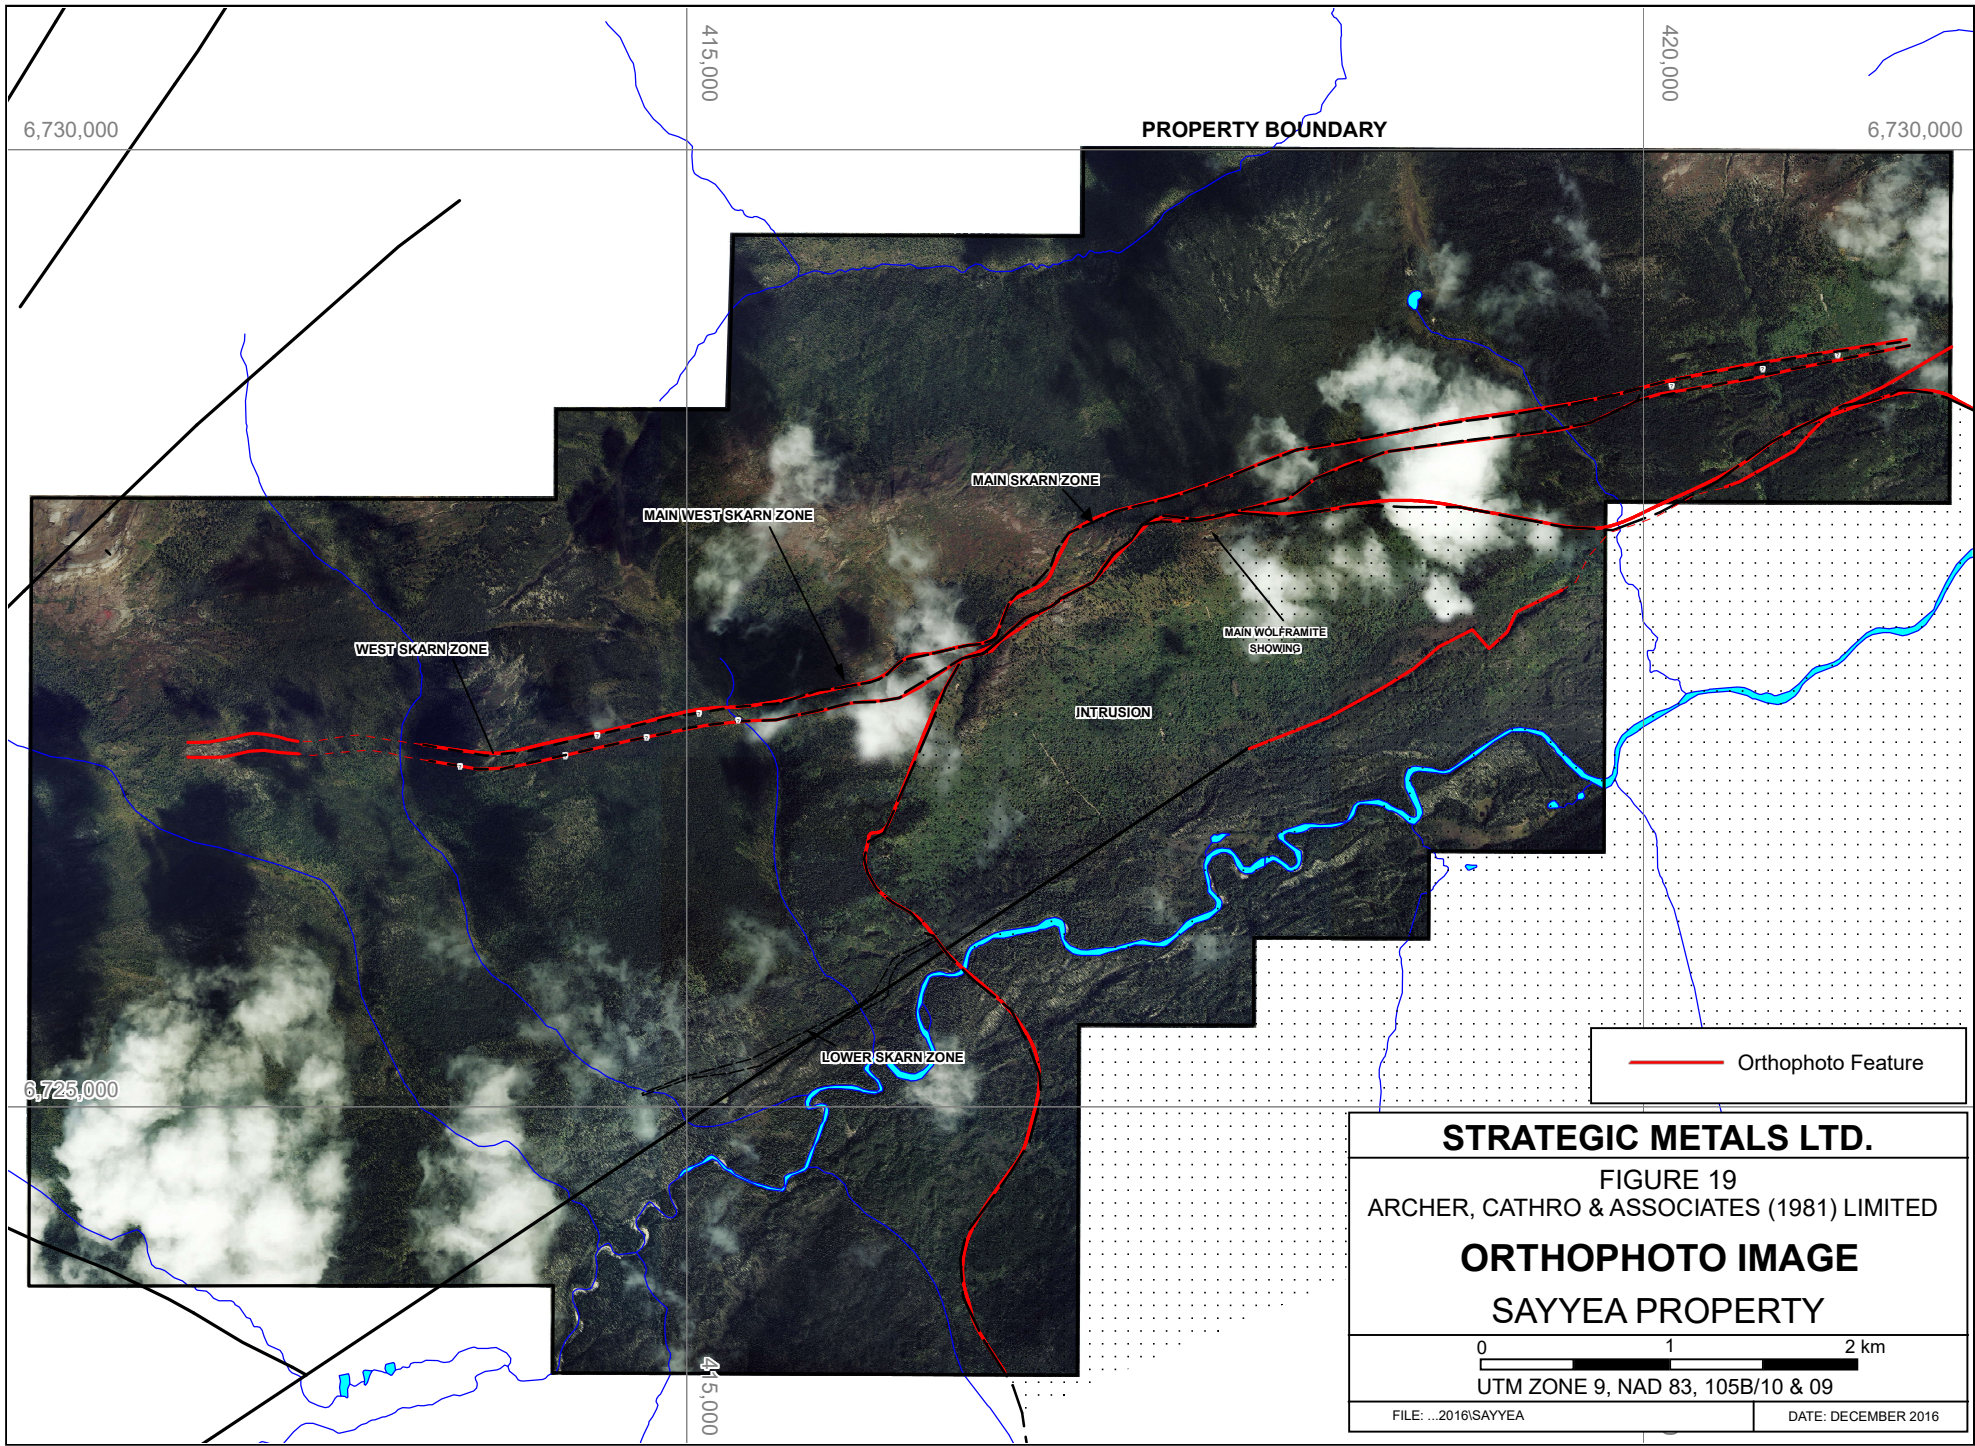 415,000
420,000
6,730,000
PROPERTY BOUNDARY
6,730,000
MAIN SKARN ZONE
MAIN WEST SKARN ZONE
WEST SKARN ZONE
MAIN WOLFRAMITE
SHOWING
INTRUSION
?
?
?
?
?
?
?
?
?
LOWER SKARN ZONE
6,725,000
415,000
Orthophoto Feature
STRATEGIC METALS LTD.
FIGURE 19
ARCHER, CATHRO & ASSOCIATES (1981) LIMITED
ORTHOPHOTO IMAGE
SAYYEA PROPERTY
0 1 2 km
UTM ZONE 9, NAD 83, 105B/10 & 09
FILE: ...2016\SAYYEA
DATE: DECEMBER 2016